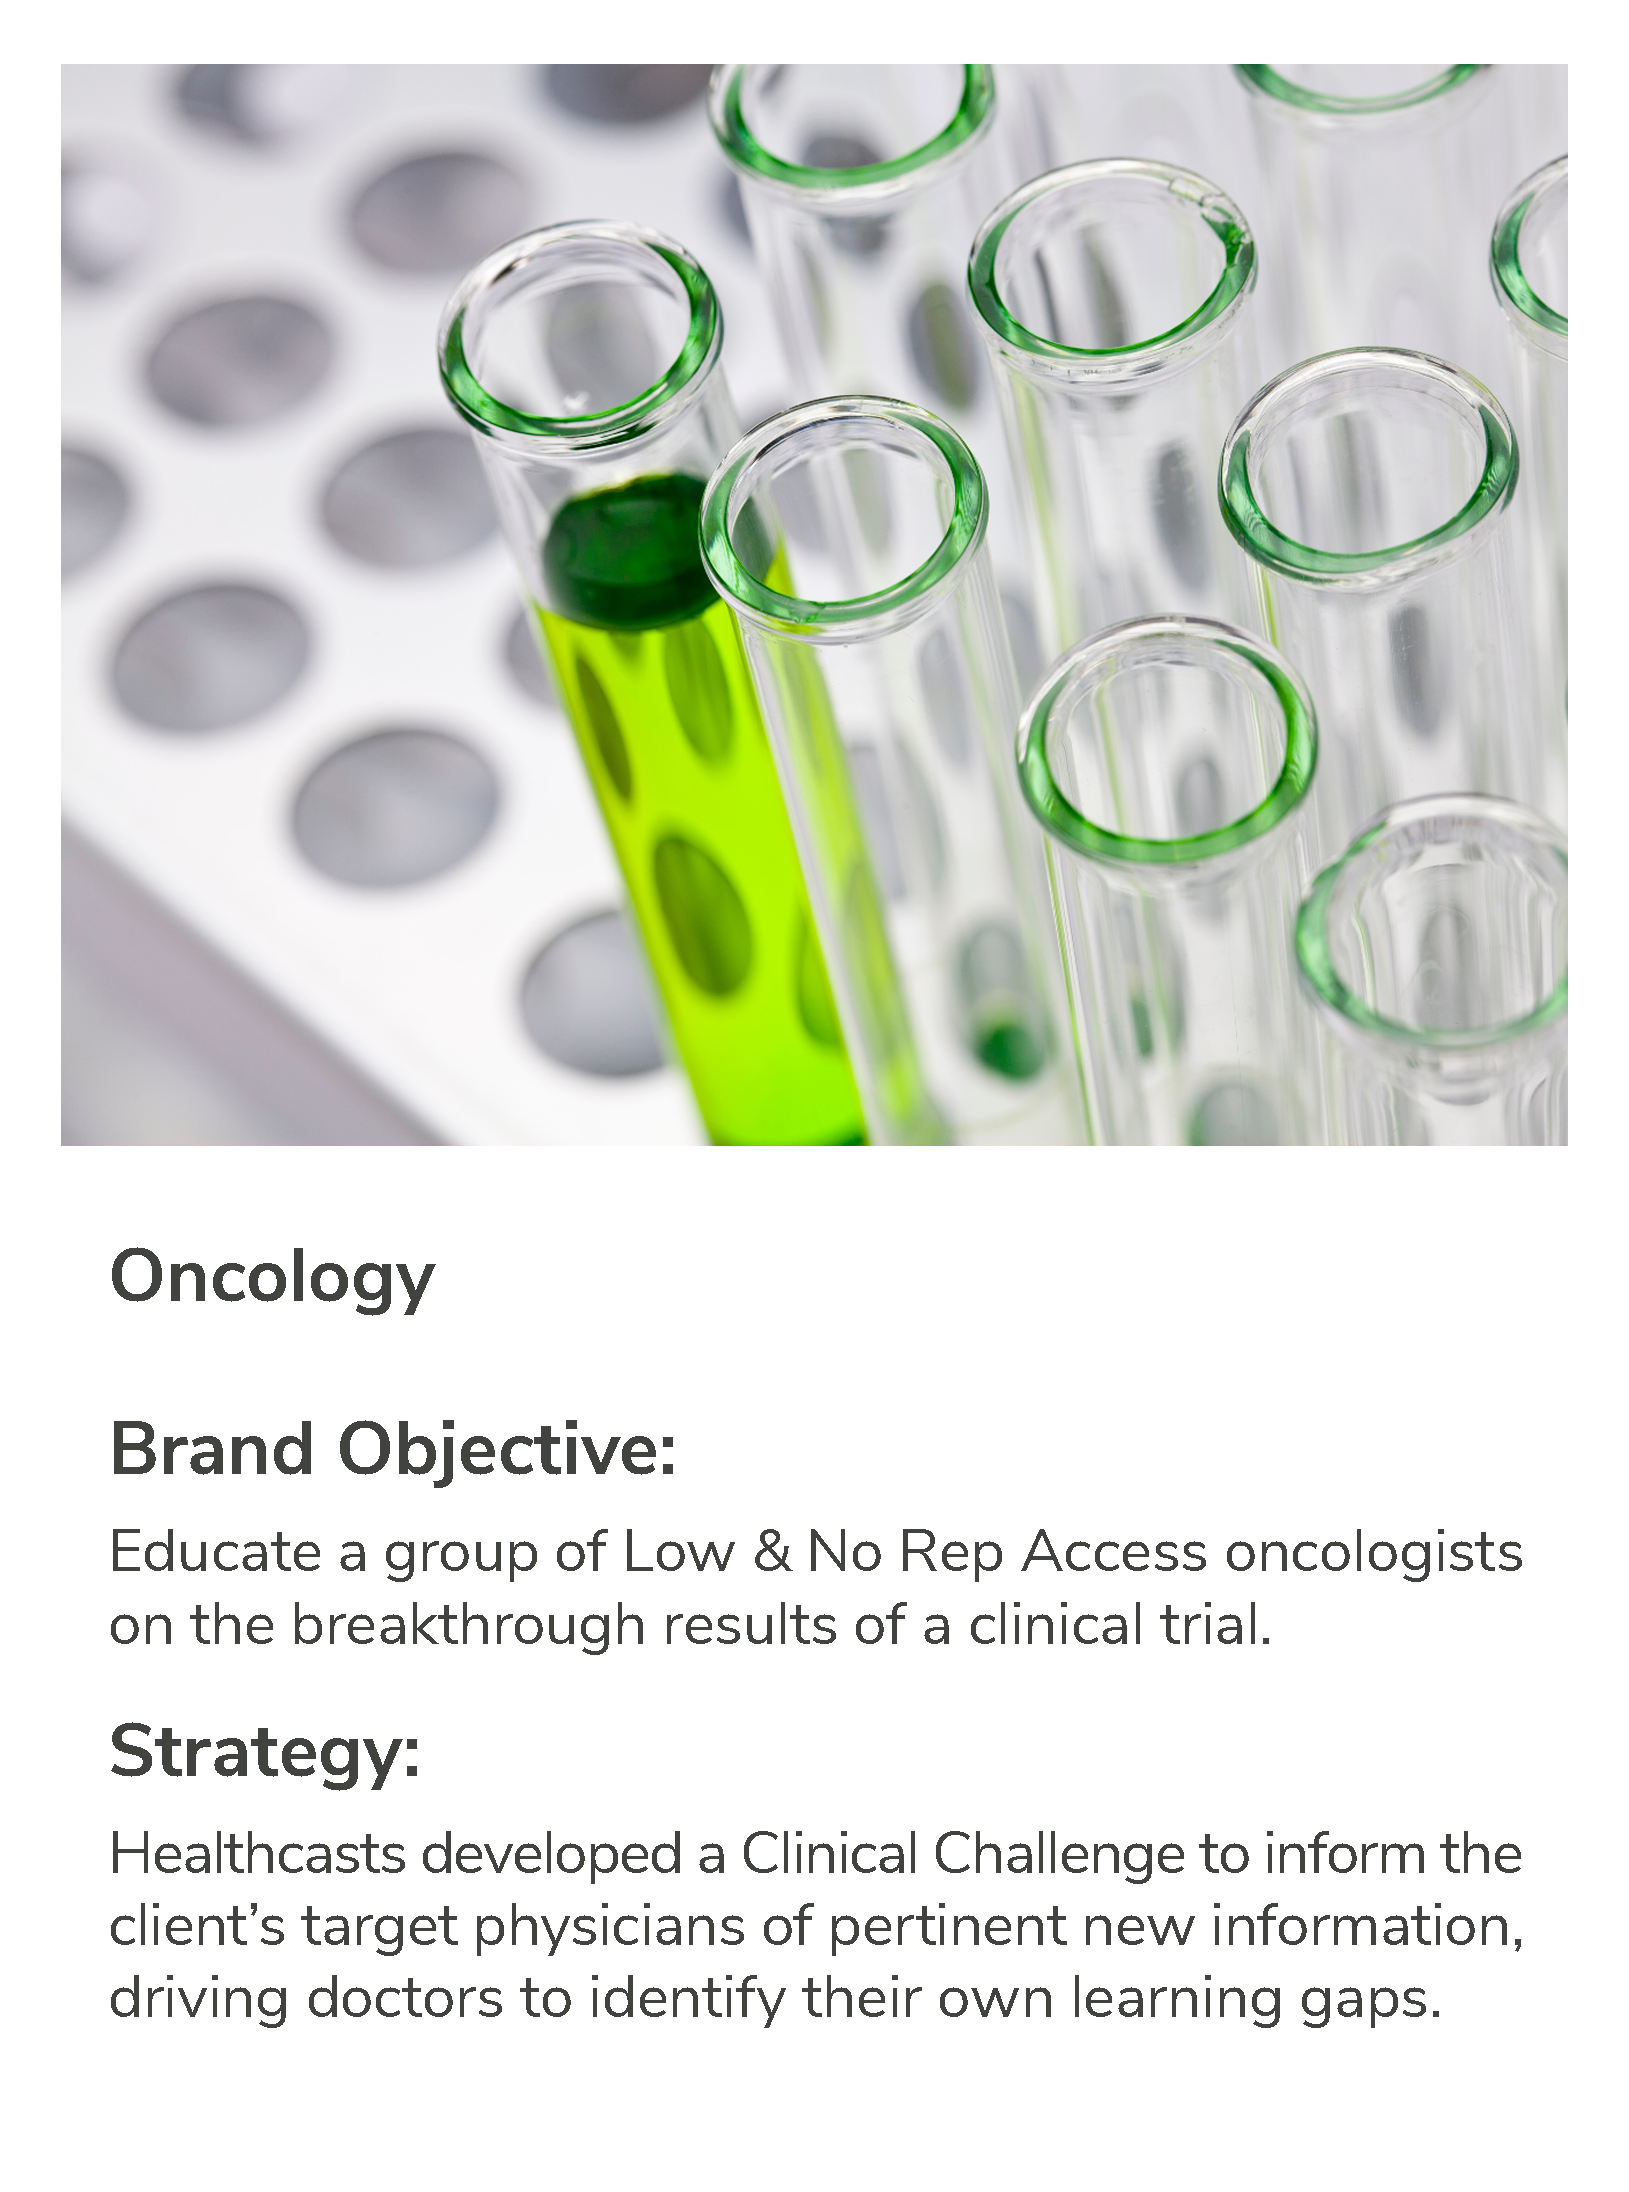 Oncology
Brand Objective:
Educate a group of Low & No Rep Access oncologists
on the breakthrough results of a clinical trial.
Strategy:
Healthcasts developed a Clinical Challenge to inform the
client’s target physicians of pertinent new information,
driving doctors to identify their own learning gaps.